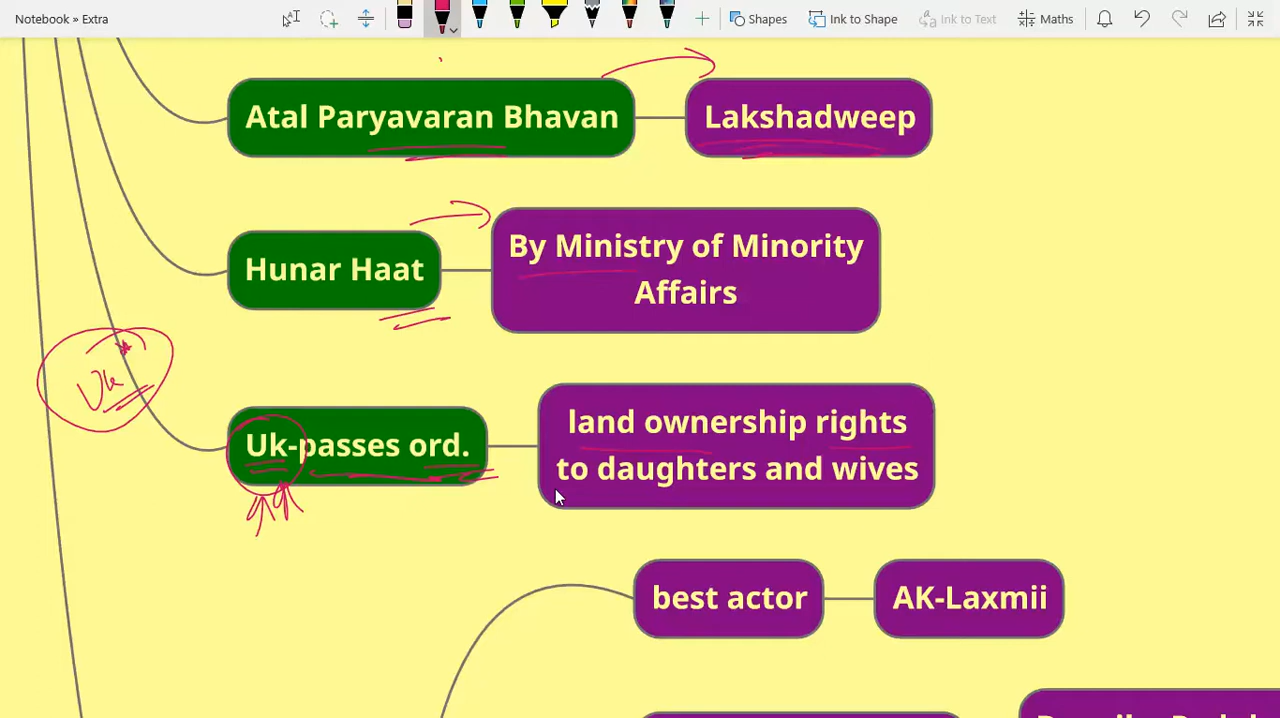 Notebook » Extra
Shapes
Ink to Shape
Ink to Text
Maths
Atal Paryavaran Bhavan
Lakshadweep
Hunar Haat
By Ministry of Minority
Affairs
Uk
Uk-passes ord.
land ownership rights
to daughters and wives
best actor
AK-Laxmii